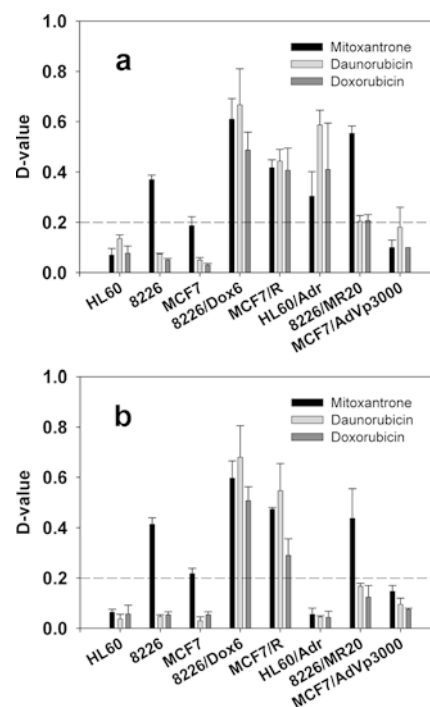 a
Mitoxantrone
Daunorubicin
Doxorubicin
D-value
1.0
0.8
0.6
0.4
0.2
0.0
HL60
8226
MCF7
8226/Dox6
MCF7/R
HL60/Adr
8226/MR20
MCF7/AdVp3000
b
Mitoxantrone
Daunorubicin
Doxorubicin
D-value
1.0
0.8
0.6
0.4
0.2
0.0
HL60
8226
MCF7
8226/Dox6
MCF7/R
HL60/Adr
8226/MR20
MCF7/AdVp3000